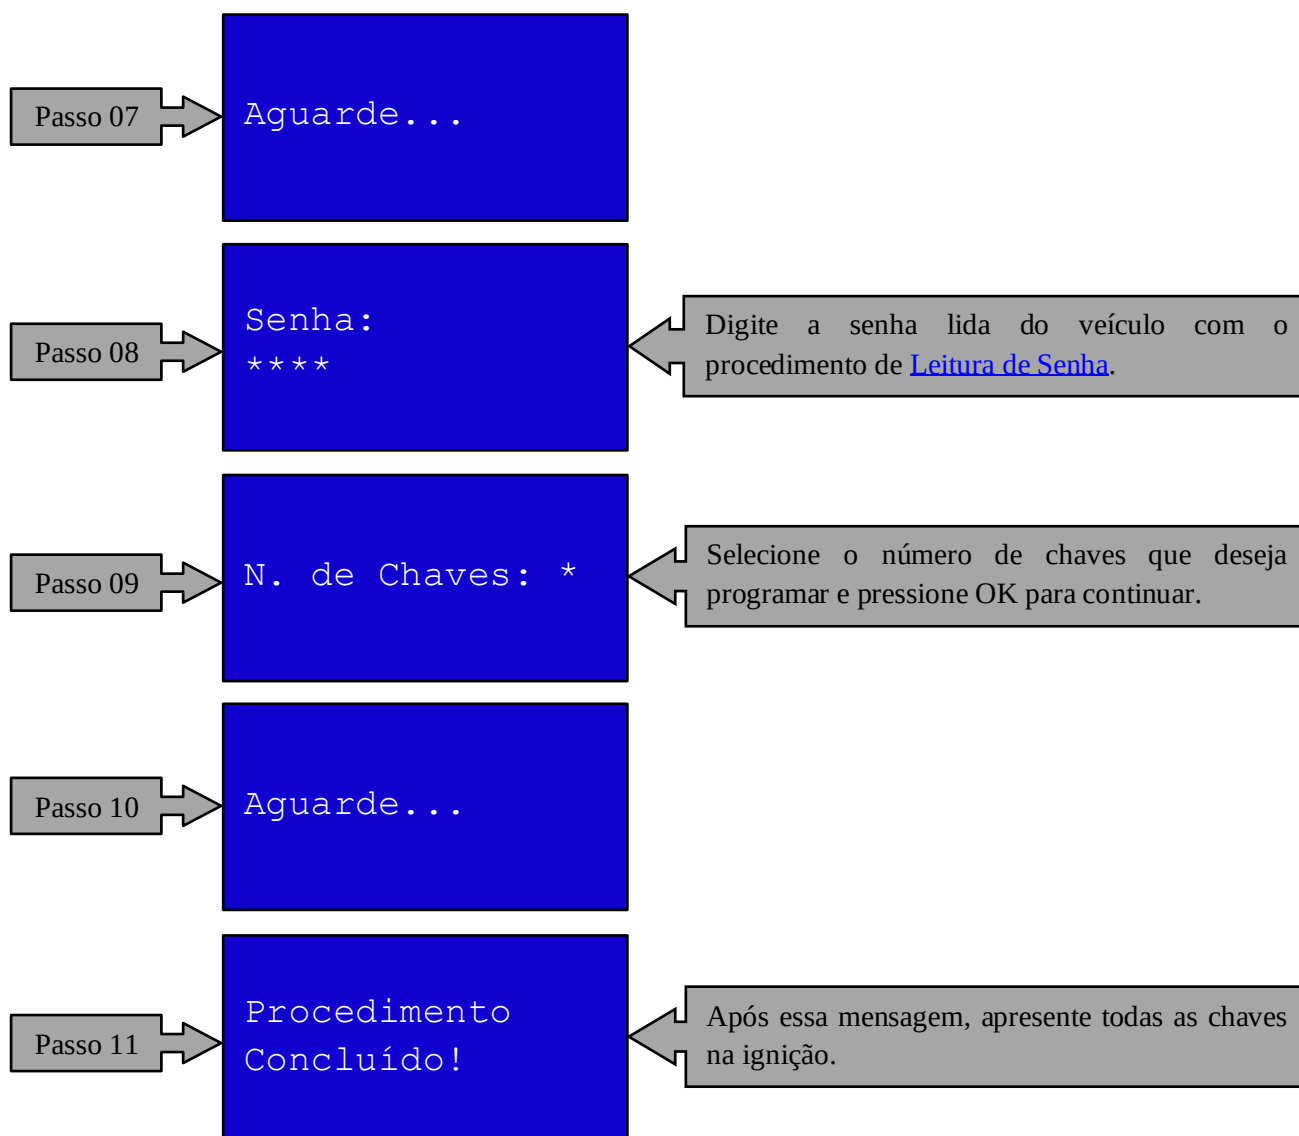 Passo 07
Aguarde...
Passo 08
Senha:
****
Digite a senha lida do veículo com o
procedimento de Leitura de Senha.
Passo 09
N. de Chaves: *
Selecione o número de chaves que deseja
programar e pressione OK para continuar.
Passo 10
Aguarde...
Passo 11
Procedimento
Concluído!
Após essa mensagem, apresente todas as chaves
na ignição.